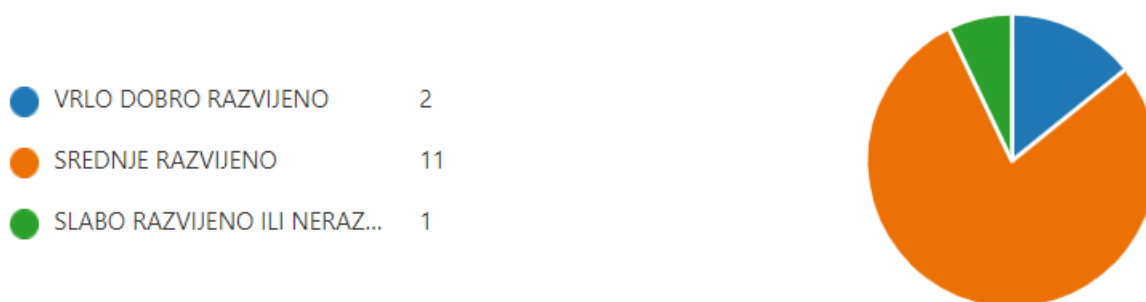 VRLO DOBRO RAZVIJENO 2
SREDNJE RAZVIJENO 11
SLABO RAZVIJENO ILI NERAZ... 1